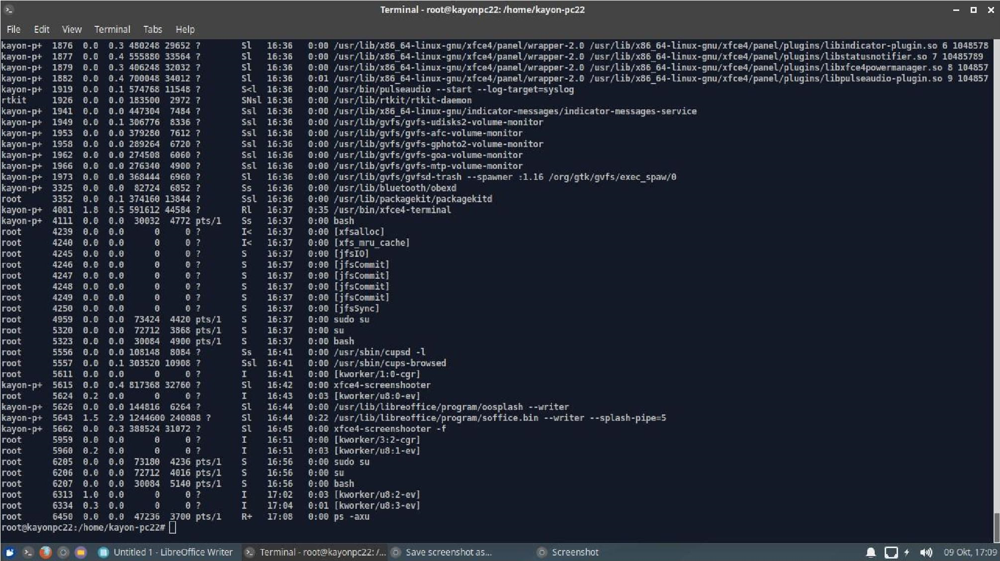 Terminal - root@kayonpc22: /home/kayon-pc22
File Edit View Terminal Tabs Help
kayon-p+ 1876 0.0 0.3 480248 29652 ? Sl 16:36 0:00 /usr/lib/x86_64-linux-gnu/xfce4/panel/wrapper-2.0 /usr/lib/x86_64-linux-gnu/xfce4/panel/plugins/libindicator-plugin.so 6 1048578
kayon-p+ 1877 0.0 0.4 555880 33564 ? Sl 16:36 0:00 /usr/lib/x86_64-linux-gnu/xfce4/panel/wrapper-2.0 /usr/lib/x86_64-linux-gnu/xfce4/panel/plugins/libstatusnotifier.so 7 10485789
kayon-p+ 1879 0.0 0.3 406248 32032 ? Sl 16:36 0:00 /usr/lib/x86_64-linux-gnu/xfce4/panel/wrapper-2.0 /usr/lib/x86_64-linux-gnu/xfce4/panel/plugins/libxfce4powermanager.so 8 104857
kayon-p+ 1882 0.0 0.4 700048 34012 ? Sl 16:36 0:01 /usr/lib/x86_64-linux-gnu/xfce4/panel/wrapper-2.0 /usr/lib/x86_64-linux-gnu/xfce4/panel/plugins/libpulseaudio-plugin.so 9 104857
kayon-p+ 1919 0.0 0.1 574768 11548 ? S<l 16:36 0:00 /usr/bin/pulseaudio --start --log-target=syslog
rtkit 1926 0.0 0.0 183500 2972 ? SNsl 16:36 0:00 /usr/lib/rtkit/rtkit-daemon
kayon-p+ 1941 0.0 0.0 447304 7484 ? Ssl 16:36 0:00 /usr/lib/x86_64-linux-gnu/indicator-messages/indicator-messages-service
kayon-p+ 1949 0.0 0.1 306776 8336 ? Ssl 16:36 0:00 /usr/lib/gvfs/gvfs-udisks2-volume-monitor
kayon-p+ 1953 0.0 0.0 379280 7612 ? Ssl 16:36 0:00 /usr/lib/gvfs/gvfs-afc-volume-monitor
kayon-p+ 1958 0.0 0.0 289264 6720 ? Ssl 16:36 0:00 /usr/lib/gvfs/gvfs-gphoto2-volume-monitor
kayon-p+ 1962 0.0 0.0 274508 6060 ? Ssl 16:36 0:00 /usr/lib/gvfs/gvfs-goa-volume-monitor
kayon-p+ 1966 0.0 0.0 276340 4900 ? Ssl 16:36 0:00 /usr/lib/gvfs/gvfs-mtp-volume-monitor
kayon-p+ 1973 0.0 0.0 368444 6960 ? Sl 16:36 0:00 /usr/lib/gvfs/gvfsd-trash --spawner :1.16 /org/gtk/gvfs/exec_spaw/0
kayon-p+ 3325 0.0 0.0 82724 6852 ? Ss 16:36 0:00 /usr/lib/bluetooth/obexd
root 3352 0.0 0.1 374160 13844 ? Ssl 16:36 0:00 /usr/lib/packagekit/packagekitd
kayon-p+ 4081 1.8 0.5 591612 44584 ? Rl 16:37 0:35 /usr/bin/xfce4-terminal
kayon-p+ 4111 0.0 0.0 30032 4772 pts/1 Ss 16:37 0:00 bash
root 4239 0.0 0.0 0 0 ? I< 16:37 0:00 [xfsalloc]
root 4240 0.0 0.0 0 0 ? I< 16:37 0:00 [xfs_mru_cache]
root 4245 0.0 0.0 0 0 ? S 16:37 0:00 [jfsIO]
root 4246 0.0 0.0 0 0 ? S 16:37 0:00 [jfsCommit]
root 4247 0.0 0.0 0 0 ? S 16:37 0:00 [jfsCommit]
root 4248 0.0 0.0 0 0 ? S 16:37 0:00 [jfsCommit]
root 4249 0.0 0.0 0 0 ? S 16:37 0:00 [jfsCommit]
root 4250 0.0 0.0 0 0 ? S 16:37 0:00 [jfsSync]
root 4959 0.0 0.0 73424 4420 pts/1 S 16:37 0:00 sudo su
root 5320 0.0 0.0 72712 3868 pts/1 S 16:37 0:00 su
root 5323 0.0 0.0 30084 4900 pts/1 S 16:37 0:00 bash
root 5556 0.0 0.0 108148 8084 ? Ss 16:41 0:00 /usr/sbin/cupsd -l
root 5557 0.0 0.1 303520 10908 ? Ssl 16:41 0:00 /usr/sbin/cups-browsed
root 5611 0.0 0.0 0 0 ? I 16:41 0:00 [kworker/1:0-cgr]
kayon-p+ 5615 0.0 0.4 817368 32760 ? Sl 16:42 0:00 xfce4-screenshooter
root 5624 0.2 0.0 0 0 ? I 16:43 0:03 [kworker/u8:0-ev]
kayon-p+ 5626 0.0 0.0 144816 6264 ? Sl 16:44 0:00 /usr/lib/libreoffice/program/oosplash --writer
kayon-p+ 5643 1.5 2.9 1244600 240888 ? Sl 16:44 0:22 /usr/lib/libreoffice/program/soffice.bin --writer --splash-pipe=5
kayon-p+ 5662 0.0 0.3 388524 31072 ? Sl 16:45 0:00 xfce4-screenshooter -f
root 5959 0.0 0.0 0 0 ? I 16:51 0:00 [kworker/3:2-cgr]
root 5960 0.2 0.0 0 0 ? I 16:51 0:03 [kworker/u8:1-ev]
root 6205 0.0 0.0 73180 4236 pts/1 S 16:56 0:00 sudo su
root 6206 0.0 0.0 72712 4016 pts/1 S 16:56 0:00 su
root 6207 0.0 0.0 30084 5140 pts/1 S 16:56 0:00 bash
root 6313 1.0 0.0 0 0 ? I 17:02 0:03 [kworker/u8:2-ev]
root 6334 0.3 0.0 0 0 ? I 17:04 0:01 [kworker/u8:3-ev]
root 6450 0.0 0.0 47236 3700 pts/1 R+ 17:08 0:00 ps -axu
root@kayonpc22:/home/kayon-pc22#
Untitled 1 - LibreOffice Writer Terminal - root@kayonpc22: /... Save screenshot as... Screenshot 09 Okt, 17:09